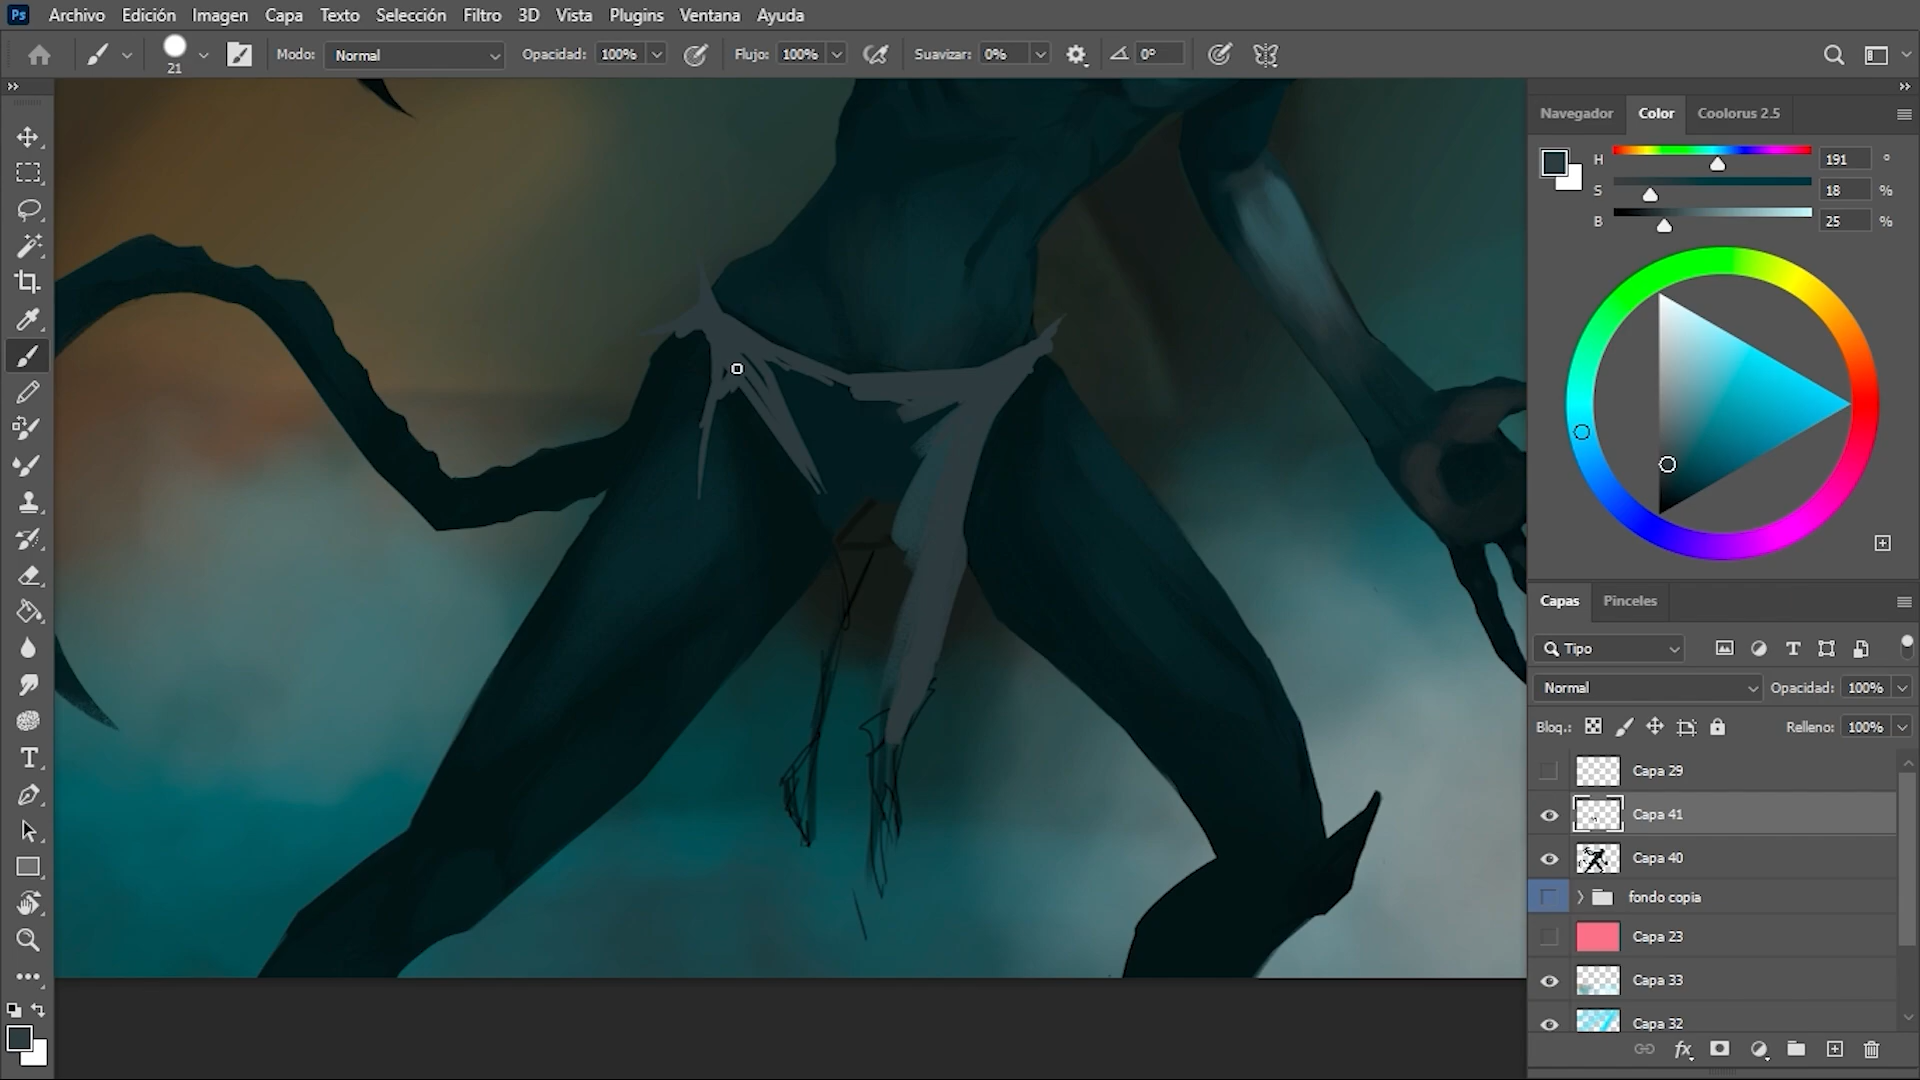 Ps Archivo Edición Imagen Capa Texto Selección Filtro 3D Vista Plugins Ventana Ayuda
21 Modo: Normal Opacidad: 100% Flujo: 100% Suavizar: 0% 0°
Navegador Color Coolorus 2.5
H 191 °
S 18 %
B 25 %
Capas Pinceles
Tipo
Normal Opacidad: 100%
Bloq.: Relleno: 100%
Capa 29
Capa 41
Capa 40
fondo copia
Capa 23
Capa 33
Capa 32
fx